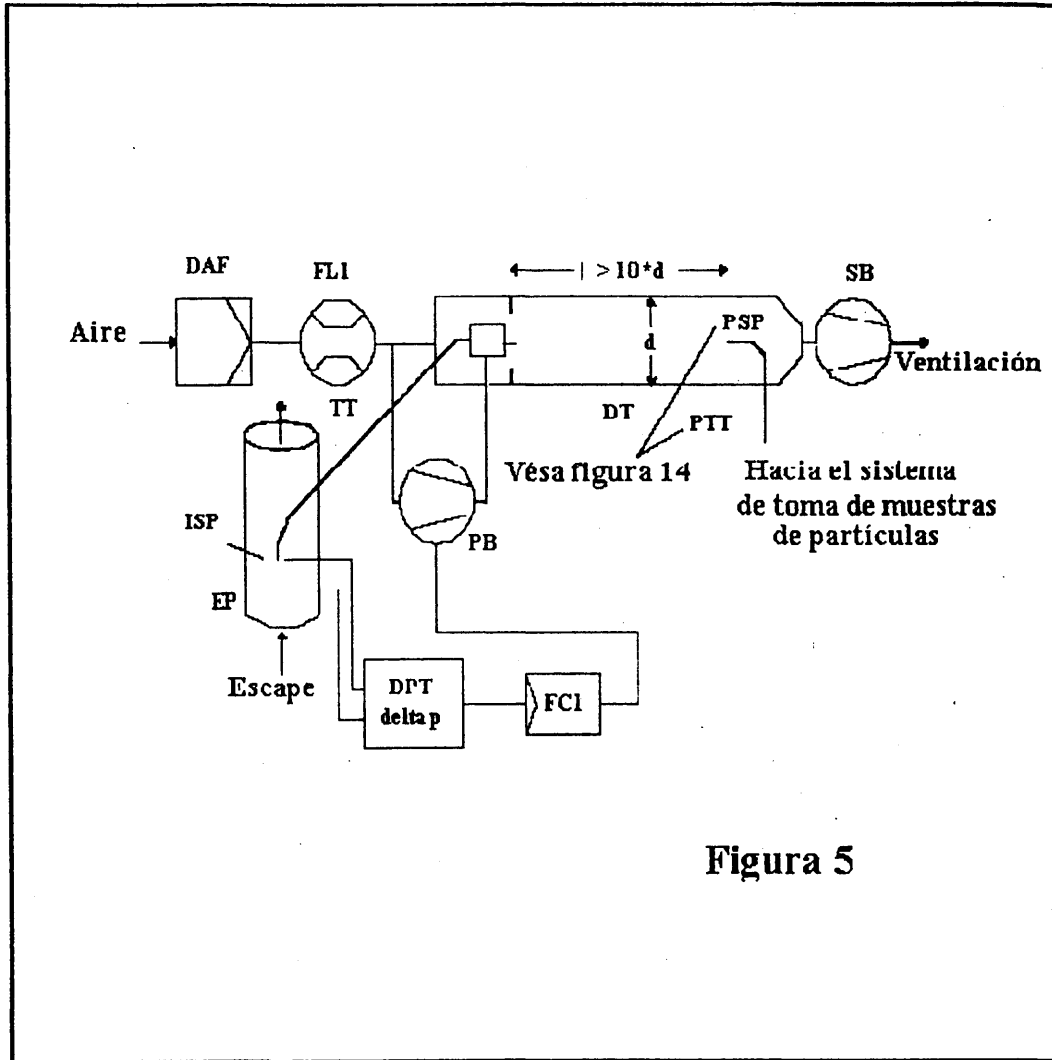 DAF
FL1
l > 10*d
SB
Aire
PSP
d
Ventilación
TT
DT
PTT
Vésa figura 14
Hacia el sistema
de toma de muestras
de partículas
ISP
PB
EP
Escape
DPT
delta p
FC1
Figura 5